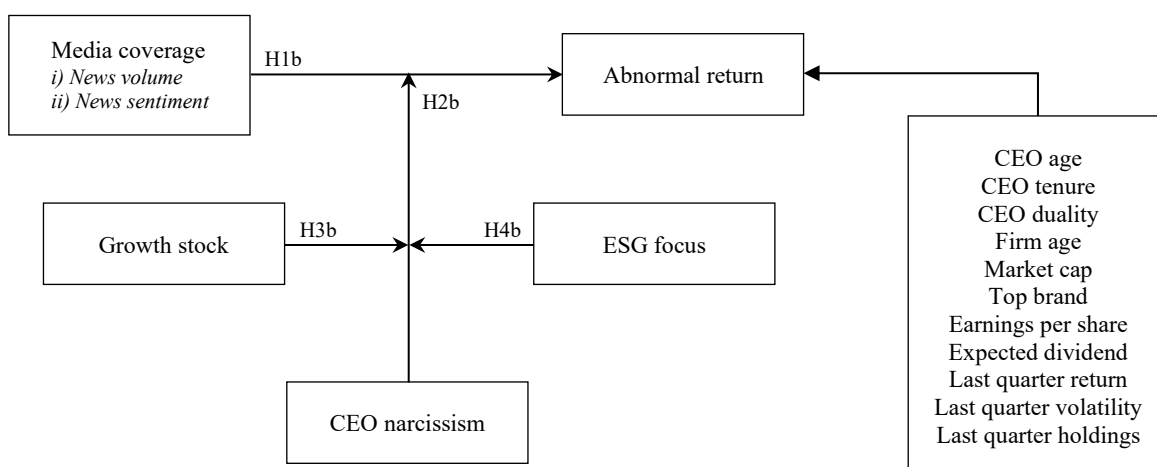 Media coverage
i) News volume
ii) News sentiment
H1b
Abnormal return
H2b
Growth stock
H3b
H4b
ESG focus
CEO narcissism
CEO age
CEO tenure
CEO duality
Firm age
Market cap
Top brand
Earnings per share
Expected dividend
Last quarter return
Last quarter volatility
Last quarter holdings